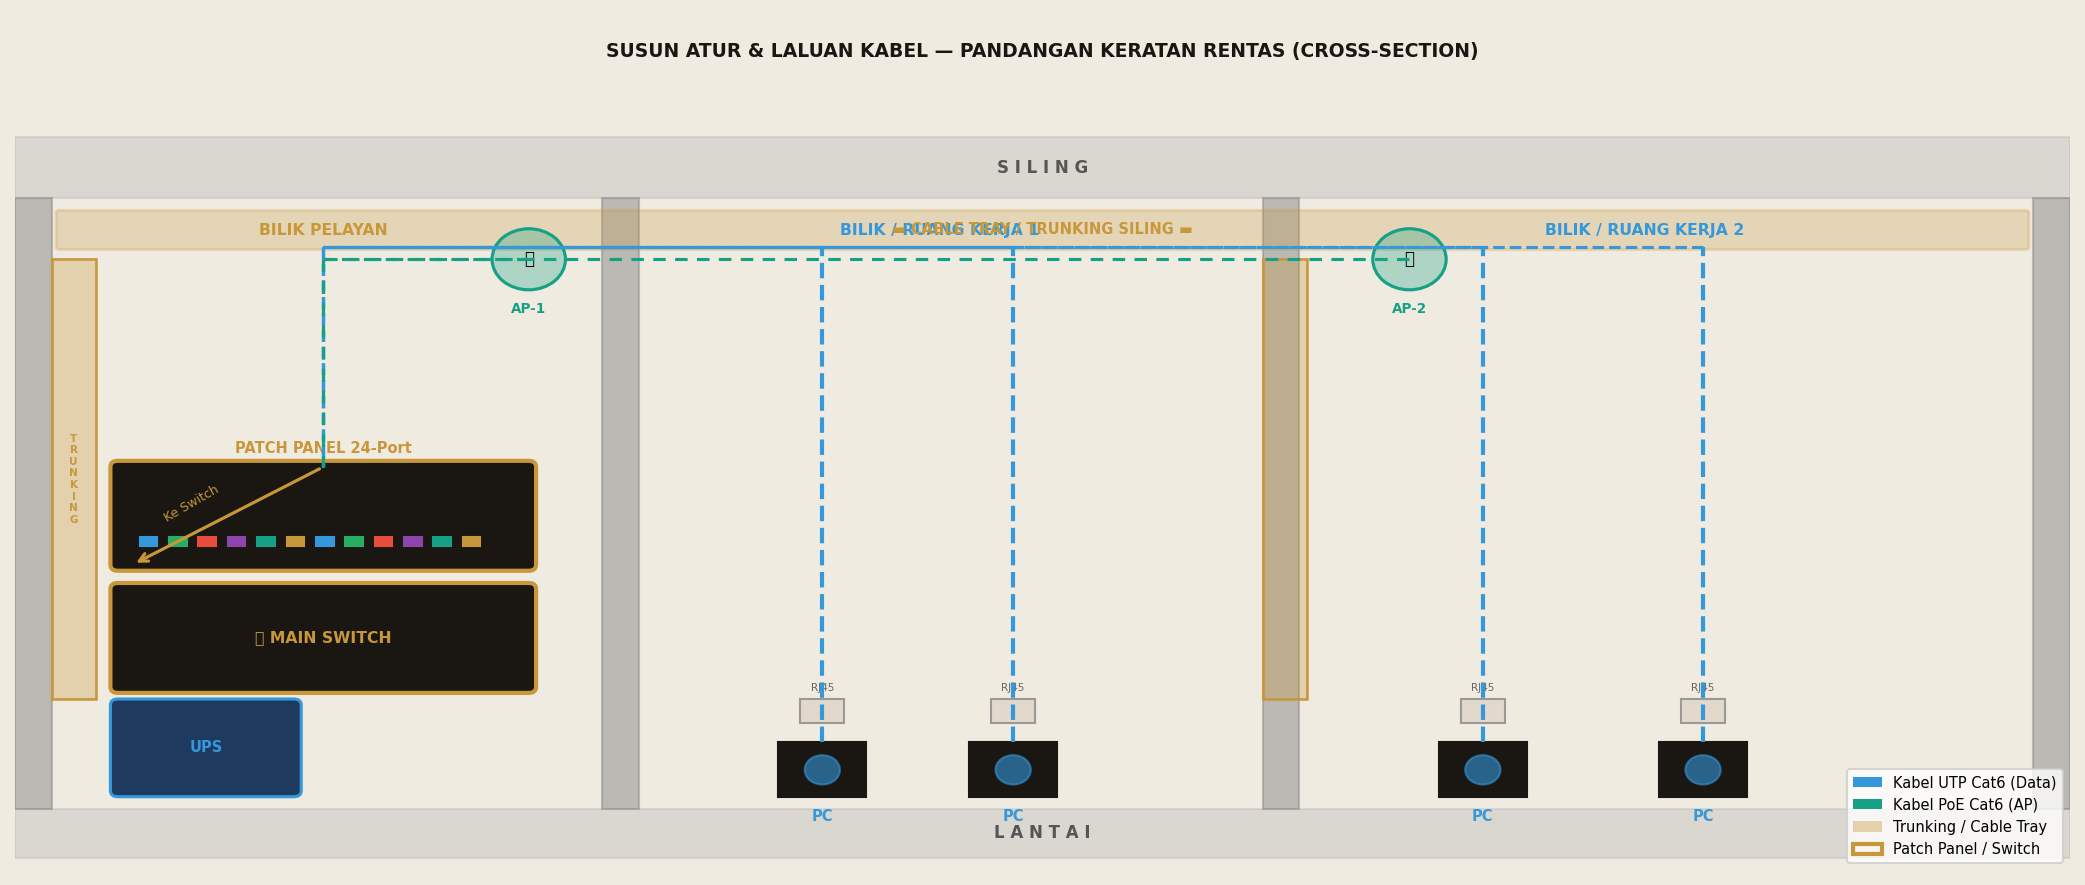 SUSUN ATUR & LALUAN KABEL — PANDANGAN KERATAN RENTAS (CROSS-SECTION)
SILING
BILIK PELAYAN
BILIK / RUANG KERJA 1
CABLE TRAY / TRUNKING SILING
BILIK / RUANG KERJA 2
AP-1
AP-2
TRUNKING
PATCH PANEL 24-Port
Ke Switch
MAIN SWITCH
UPS
RJ45
RJ45
RJ45
RJ45
PC
PC
PC
PC
LANTAI
Kabel UTP Cat6 (Data)
Kabel PoE Cat6 (AP)
Trunking / Cable Tray
Patch Panel / Switch